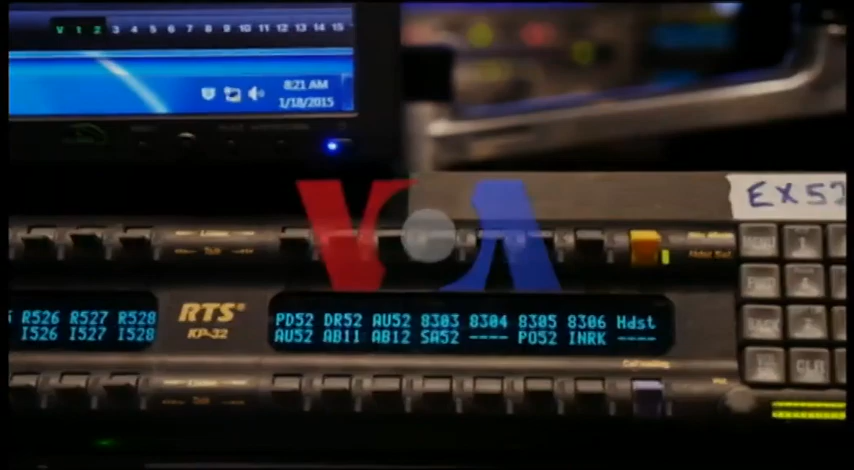 V 1 2 3 4 5 6 7 8 9 10 11 12 13 14 15
8:21 AM
1/18/2015
VOA
EX52
R526 R527 R528
I526 I527 I528
RTS®
KP-32
PD52 DR52 AU52 8303 8304 8305 8306 Hdst
AU52 AB11 AB12 SA52 ---- PO52 INRK ----